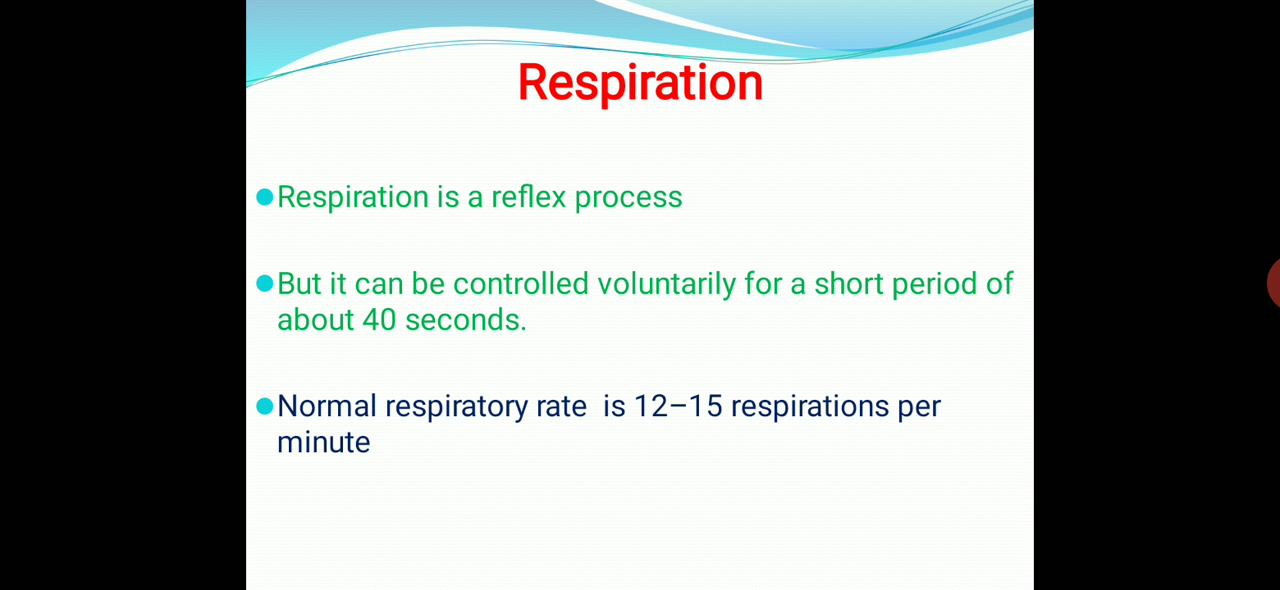 Respiration
Respiration is a reflex process
But it can be controlled voluntarily for a short period of
about 40 seconds.
Normal respiratory rate  is 12–15 respirations per
minute